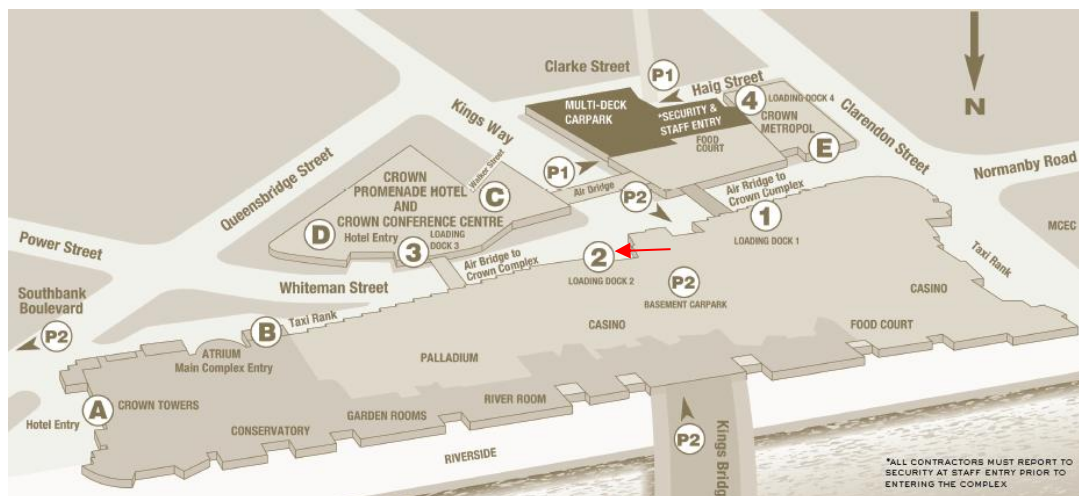 Clarke Street
P1
Haig Street
MULTI-DECK
CARPARK
*SECURITY &
STAFF ENTRY
4
LOADING DOCK 4
CROWN
METROPOL
E
FOOD
COURT
N
Clarendon Street
Normanby Road
Kings Way
Queensbridge Street
Walker Street
P1
Air Bridge
P2
Air Bridge to
Crown Complex
CROWN
PROMENADE HOTEL
AND
CROWN CONFERENCE CENTRE
C
D
Hotel Entry
3
LOADING
DOCK 3
Air Bridge to
Crown Complex
1
LOADING DOCK 1
2
LOADING DOCK 2
P2
BASEMENT CARPARK
MCEC
Taxi Rank
CASINO
Power Street
Whiteman Street
Southbank
Boulevard
P2
B
Taxi Rank
ATRIUM
Main Complex Entry
PALLADIUM
CASINO
FOOD COURT
A
Hotel Entry
CROWN TOWERS
CONSERVATORY
GARDEN ROOMS
RIVER ROOM
RIVERSIDE
P2
Kings Bridg
*ALL CONTRACTORS MUST REPORT TO
SECURITY AT STAFF ENTRY PRIOR TO
ENTERING THE COMPLEX